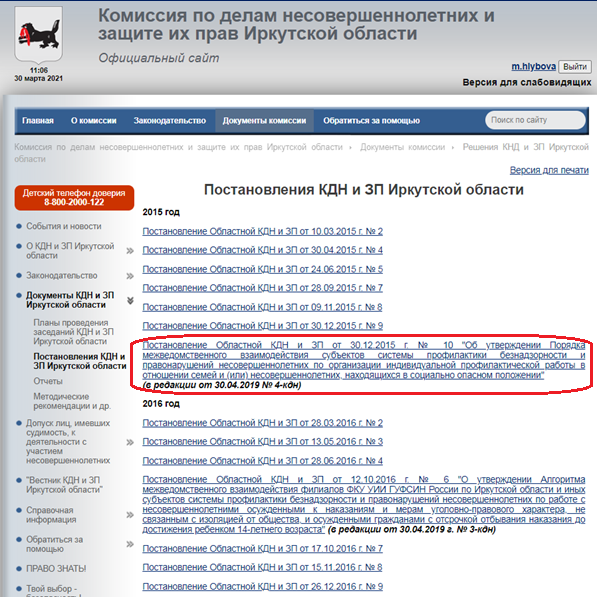 Комиссия по делам несовершеннолетних и
защите их прав Иркутской области
Официальный сайт
11:06
30 марта 2021
m.hlybova Выйти
Версия для слабовидящих
Главная О комиссии Законодательство Документы комиссии Обратиться за помощью Поиск по сайту
Комиссия по делам несовершеннолетних и защите их прав Иркутской области › Документы комиссии › Решения КНД и ЗП Иркутской
области
Версия для печати
Детский телефон доверия
8-800-2000-122
События и новости
О КДН и ЗП Иркутской
области
Законодательство
Документы КДН и ЗП
Иркутской области
Планы проведения
заседаний КДН и ЗП
Иркутской области
Постановления КДН и
ЗП Иркутской области
Отчеты
Методические
рекомендации и др.
Допуск лиц, имевших
судимость, к
деятельности с
участием
несовершеннолетних
"Вестник КДН и ЗП
Иркутской области"
Справочная
информация
Обратиться за
помощью
ПРАВО ЗНАТЬ!
Твой выбор -
Постановления КДН и ЗП Иркутской области
2015 год
Постановление Областной КДН и ЗП от 10.03.2015 г. № 2
Постановление Областной КДН и ЗП от 30.04.2015 г. № 4
Постановление Областной КДН и ЗП от 24.06.2015 г. № 5
Постановление Областной КДН и ЗП от 28.09.2015 г. № 7
Постановление Областной КДН и ЗП от 09.11.2015 г. № 8
Постановление Областной КДН и ЗП от 30.12.2015 г. № 9
Постановление Областной КДН и ЗП от 30.12.2015 г. № 10 "Об утверждении Порядка
межведомственного взаимодействия субъектов системы профилактики безнадзорности и
правонарушений несовершеннолетних по организации индивидуальной профилактической работы в
отношении семей и (или) несовершеннолетних, находящихся в социально опасном положении"
(в редакции от 30.04.2019 № 4-кдн)
2016 год
Постановление Областной КДН и ЗП от 28.03.2016 г. № 2
Постановление Областной КДН и ЗП от 13.05.2016 г. № 3
Постановление Областной КДН и ЗП от 28.06.2016 г. № 4
Постановление Областной КДН и ЗП от 12.10.2016 г. № 6 "О утверждении Алгоритма
межведомственного взаимодействия филиалов ФКУ УИИ ГУФСИН России по Иркутской области и иных
субъектов системы профилактики безнадзорности и правонарушений несовершеннолетних по работе с
несовершеннолетними осужденными к наказаниям и мерам уголовно-правового характера, не
связанным с изоляцией от общества, и осужденными гражданами с отсрочкой отбывания наказания до
достижения ребенком 14-летнего возраста" (в редакции от 30.04.2019 г. № 3-кдн)
Постановление Областной КДН и ЗП от 17.10.2016 г. № 7
Постановление Областной КДН и ЗП от 15.11.2016 г. № 8
Постановление Областной КДН и ЗП от 26.12.2016 г. № 9